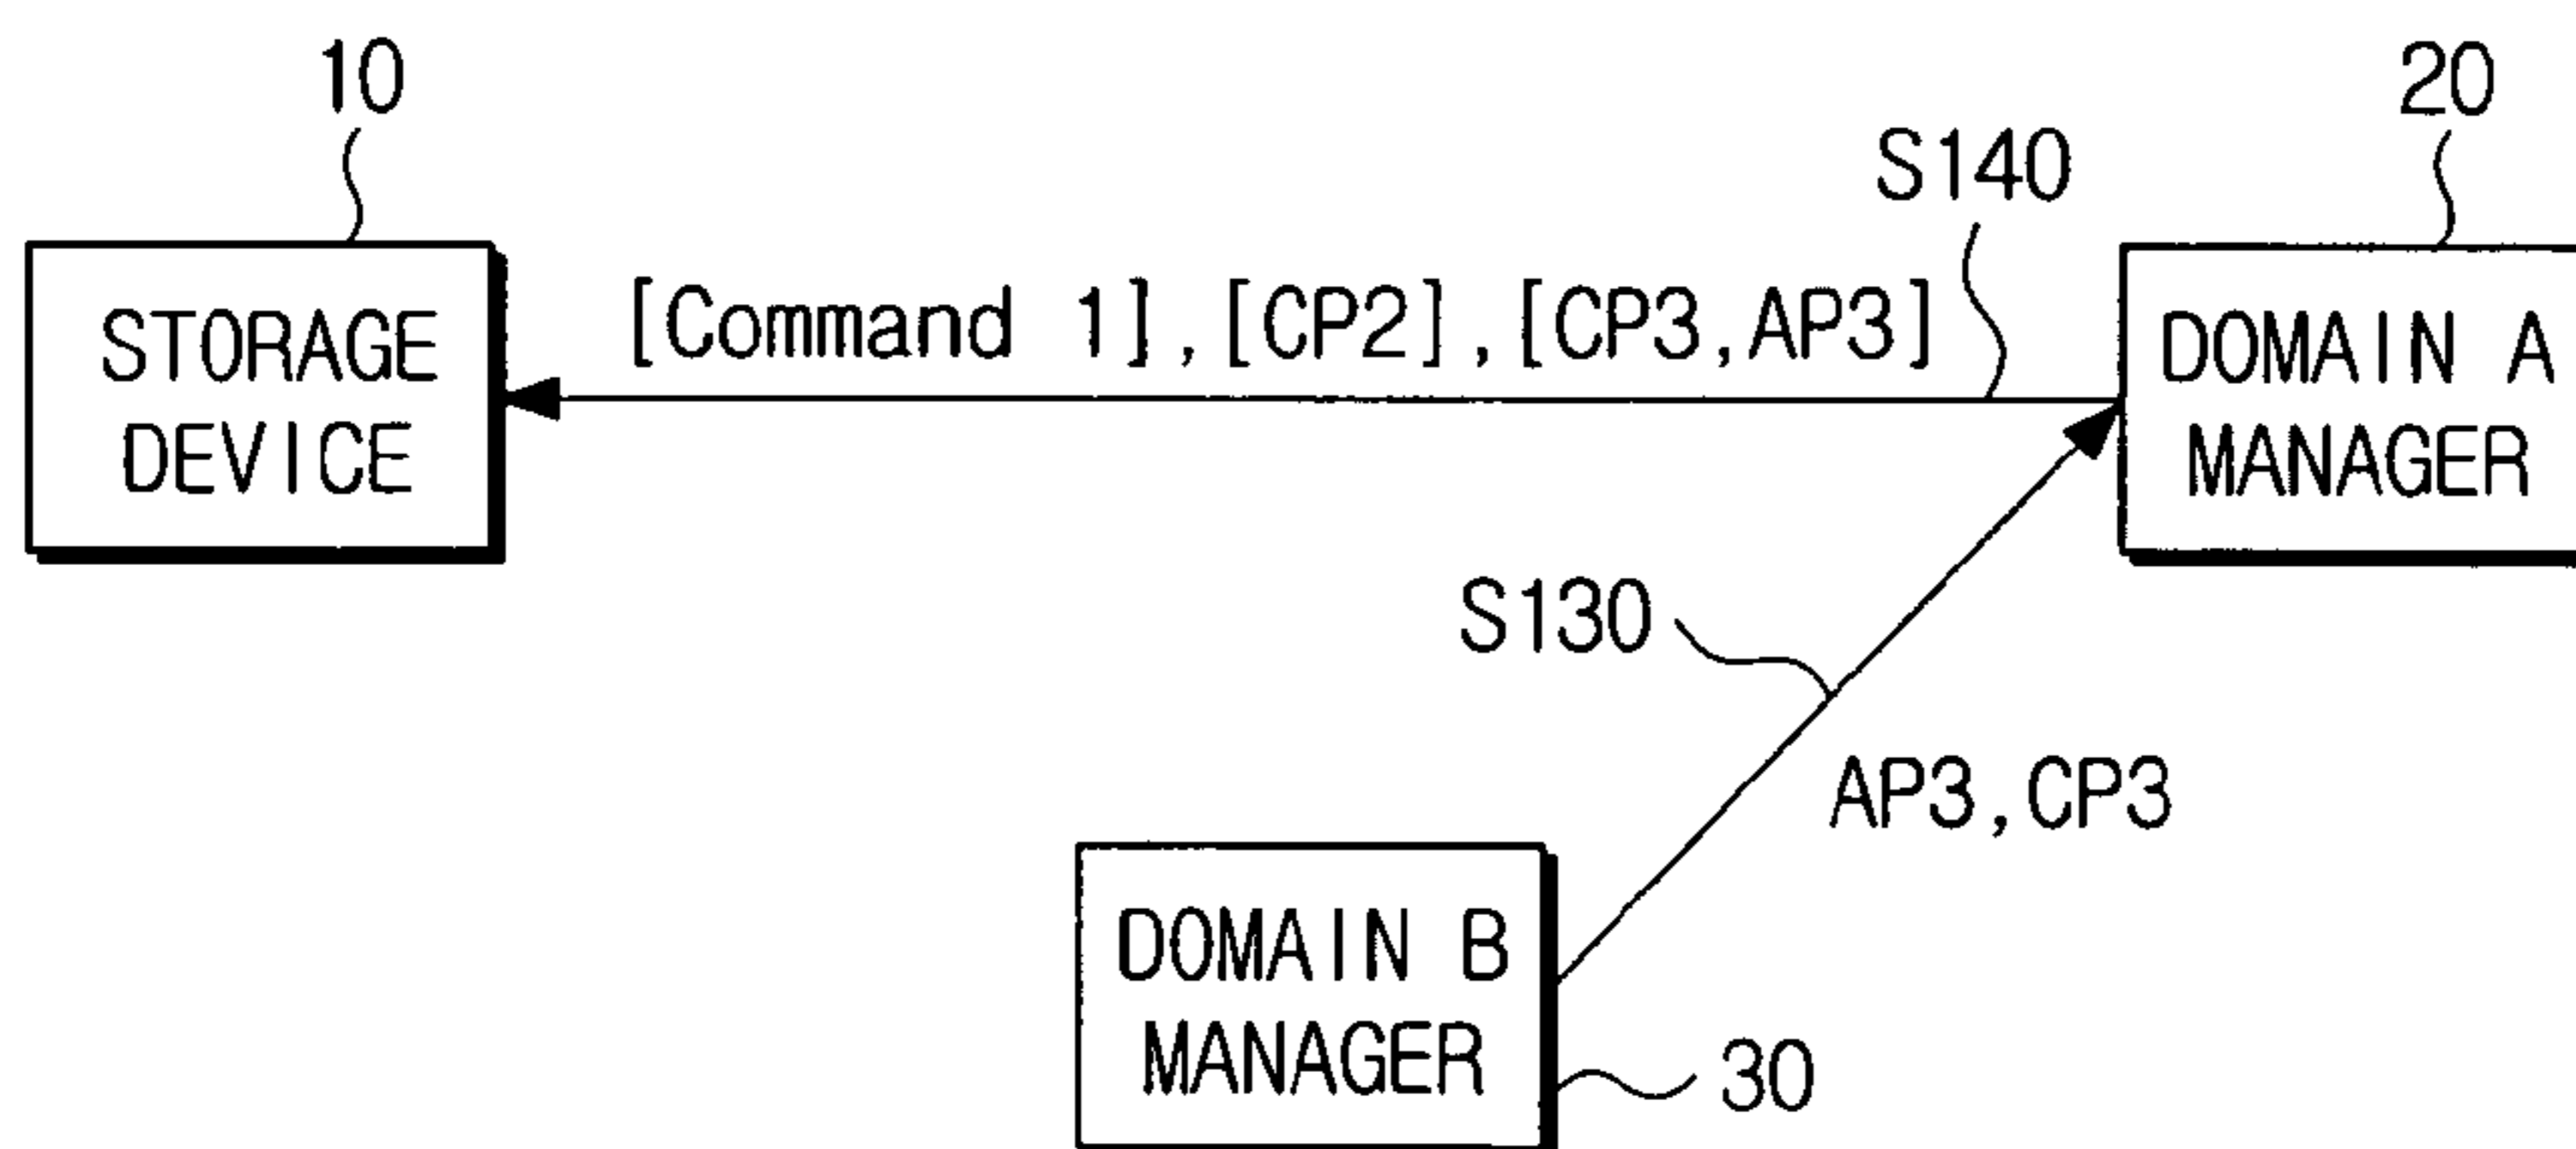 10
20
S140
[Command 1],[CP2],[CP3,AP3]
STORAGE
DEVICE
DOMAIN A
MANAGER
S130
AP3,CP3
DOMAIN B
MANAGER
30